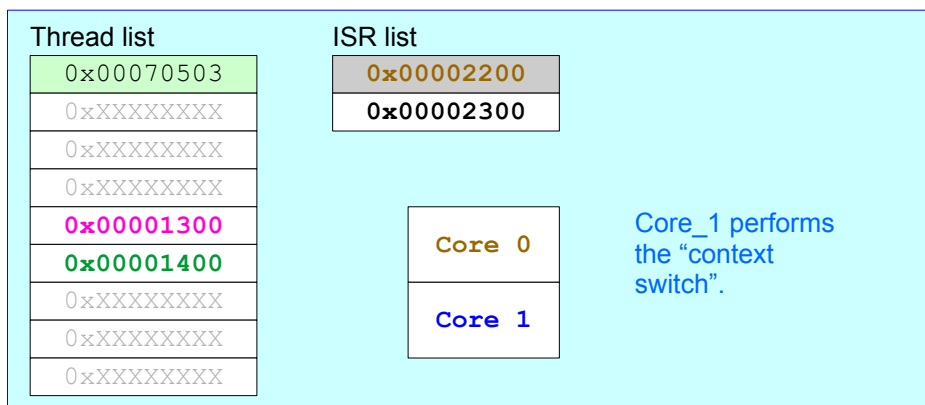 Thread list
0x00070503
0xXXXXXXXX
0xXXXXXXXX
0xXXXXXXXX
0x00001300
0x00001400
0xXXXXXXXX
0xXXXXXXXX
0xXXXXXXXX
ISR list
0x00002200
0x00002300
Core 0
Core 1
Core_1 performs
the “context
switch”.